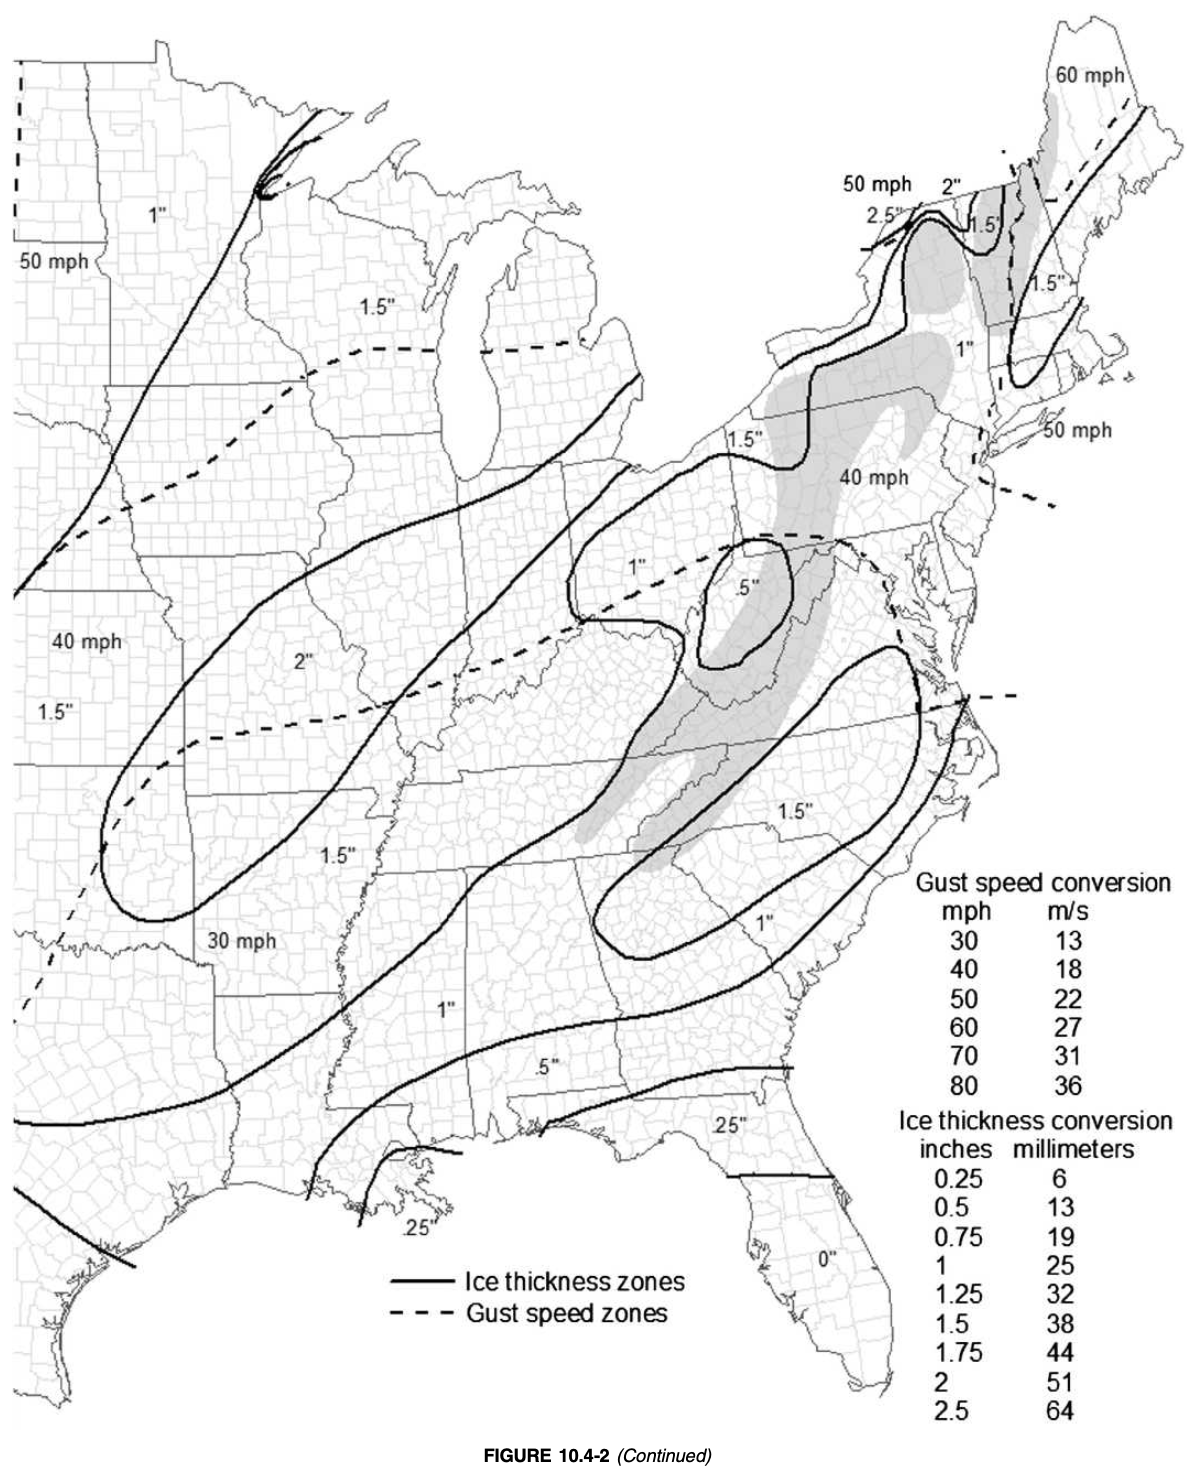 60 mph
50 mph
2"
2.5"
1.5"
1"
50 mph
1.5"
1.5"
1"
50 mph
1.5"
40 mph
1"
.5"
40 mph
2"
1.5"
1.5"
1.5"
30 mph
1"
1"
.5"
.25"
.25"
0"
Gust speed conversion
mph m/s
30 13
40 18
50 22
60 27
70 31
80 36
Ice thickness conversion
inches millimeters
0.25 6
0.5 13
0.75 19
1 25
1.25 32
1.5 38
1.75 44
2 51
2.5 64
Ice thickness zones
Gust speed zones
FIGURE 10.4-2 (Continued)